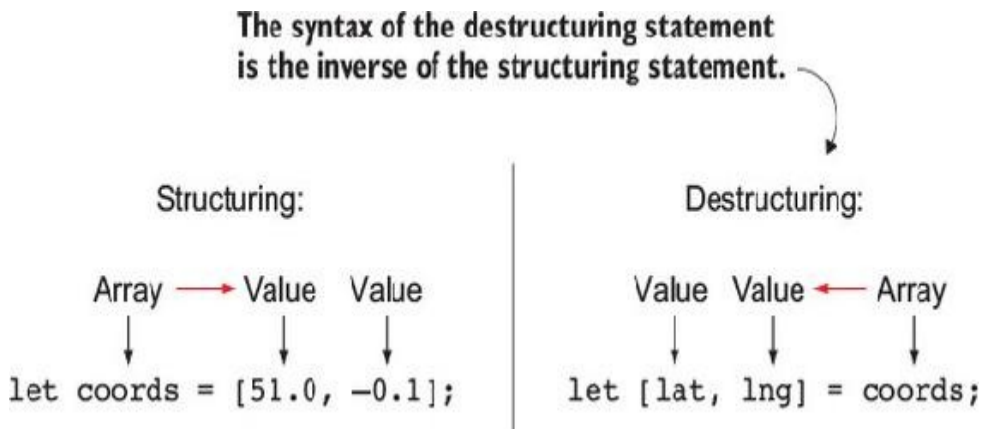 The syntax of the destructuring statement
is the inverse of the structuring statement.
Structuring:
Array Value Value
let coords = [51.0, −0.1];
Destructuring:
Value Value Array
let [lat, lng] = coords;